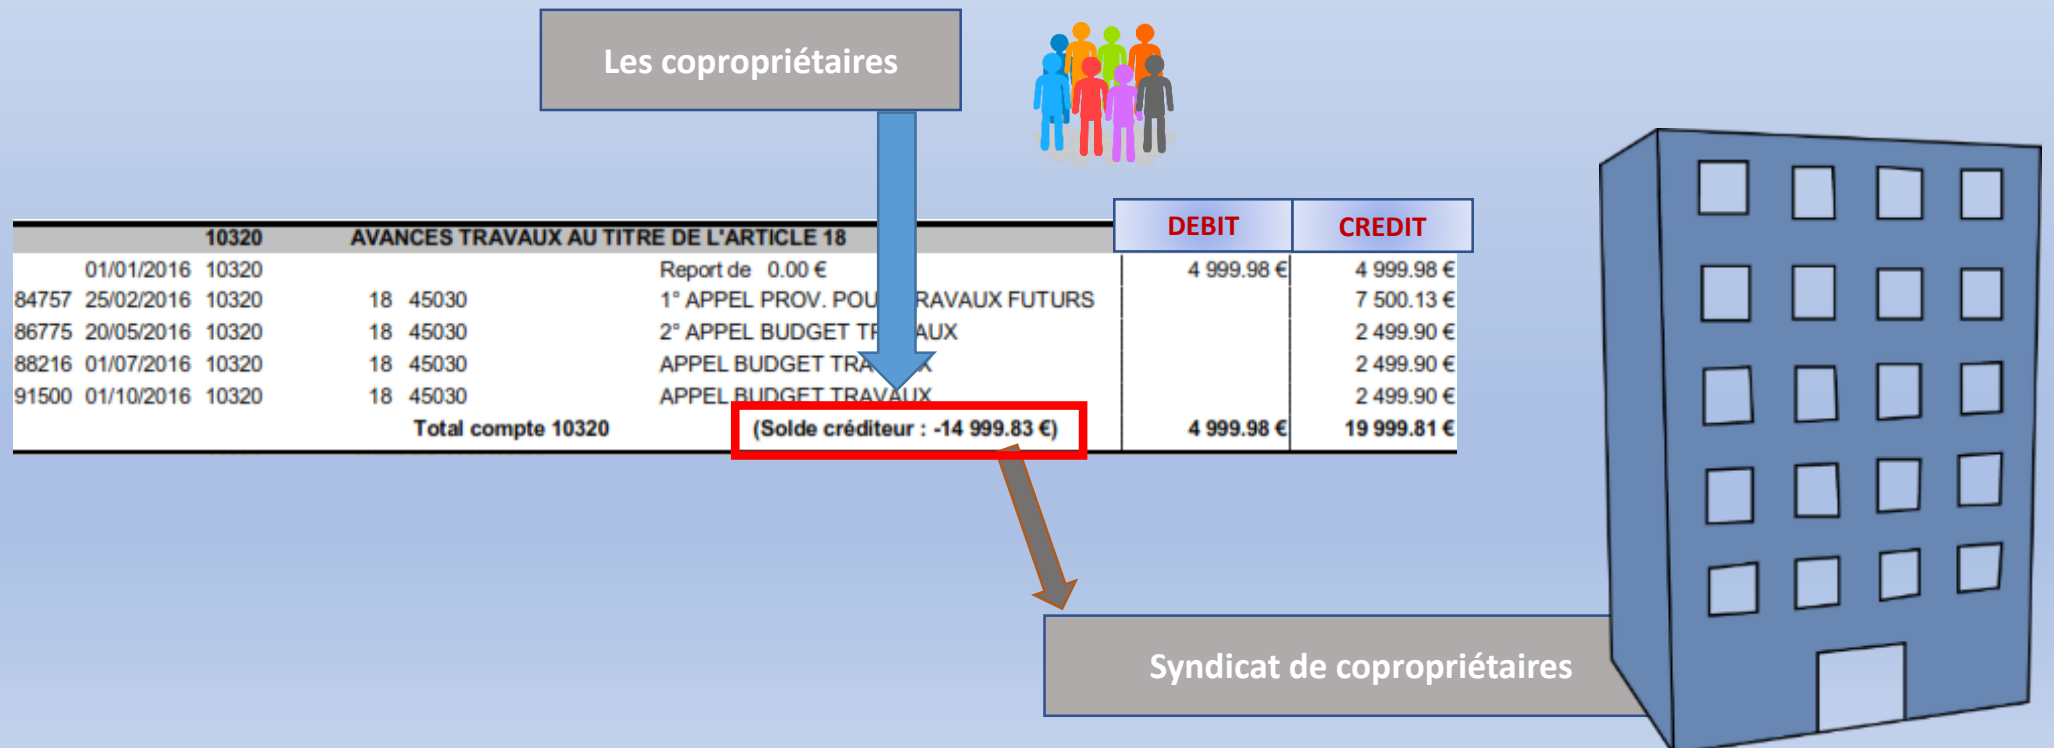 Les copropriétaires
DEBIT CREDIT
10320 AVANCES TRAVAUX AU TITRE DE L'ARTICLE 18
01/01/2016 10320 Report de 0.00 € 4 999.98 € 4 999.98 €
84757 25/02/2016 10320 18 45030 1° APPEL PROV. TRAVAUX FUTURS 7 500.13 €
86775 20/05/2016 10320 18 45030 2° APPEL BUDGET TRAVAUX 2 499.90 €
88216 01/07/2016 10320 18 45030 APPEL BUDGET TRAVAUX 2 499.90 €
91500 01/10/2016 10320 18 45030 APPEL BUDGET TRAVAUX 2 499.90 €
Total compte 10320 (Solde créditeur : -14 999.83 €) 4 999.98 € 19 999.81 €
Syndicat de copropriétaires